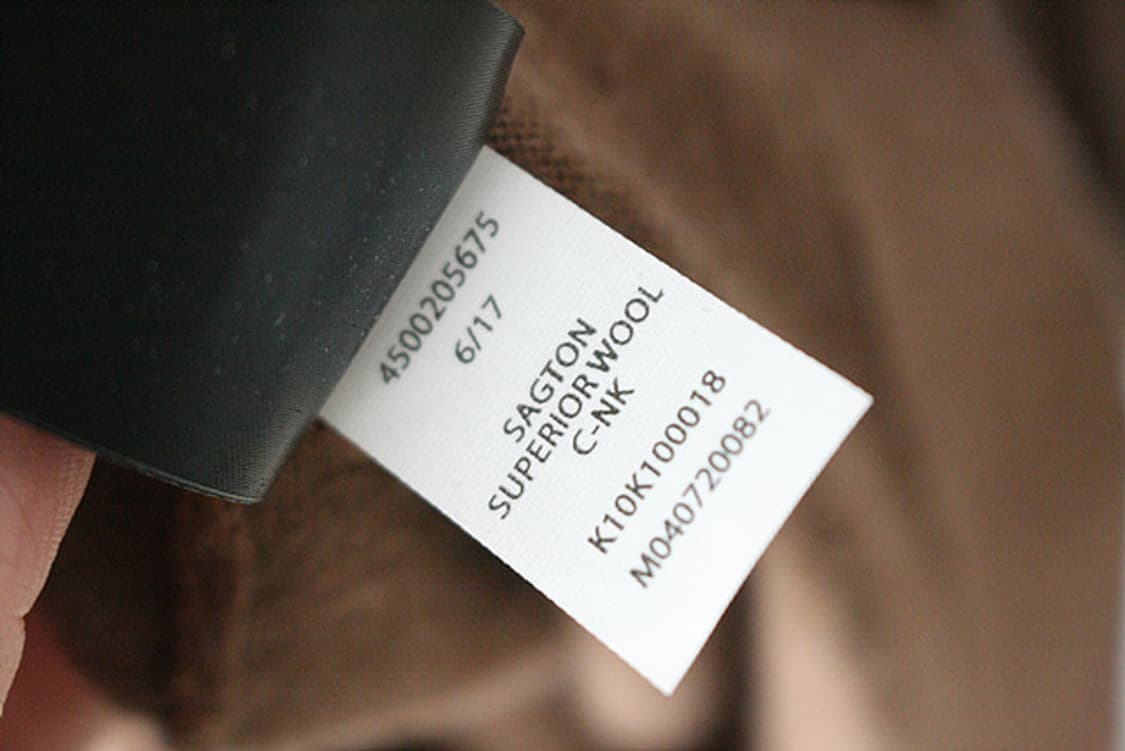 4500205675
6/17
SAGTON
SUPERIOR WOOL
C-NK
K10K100018
M040720082